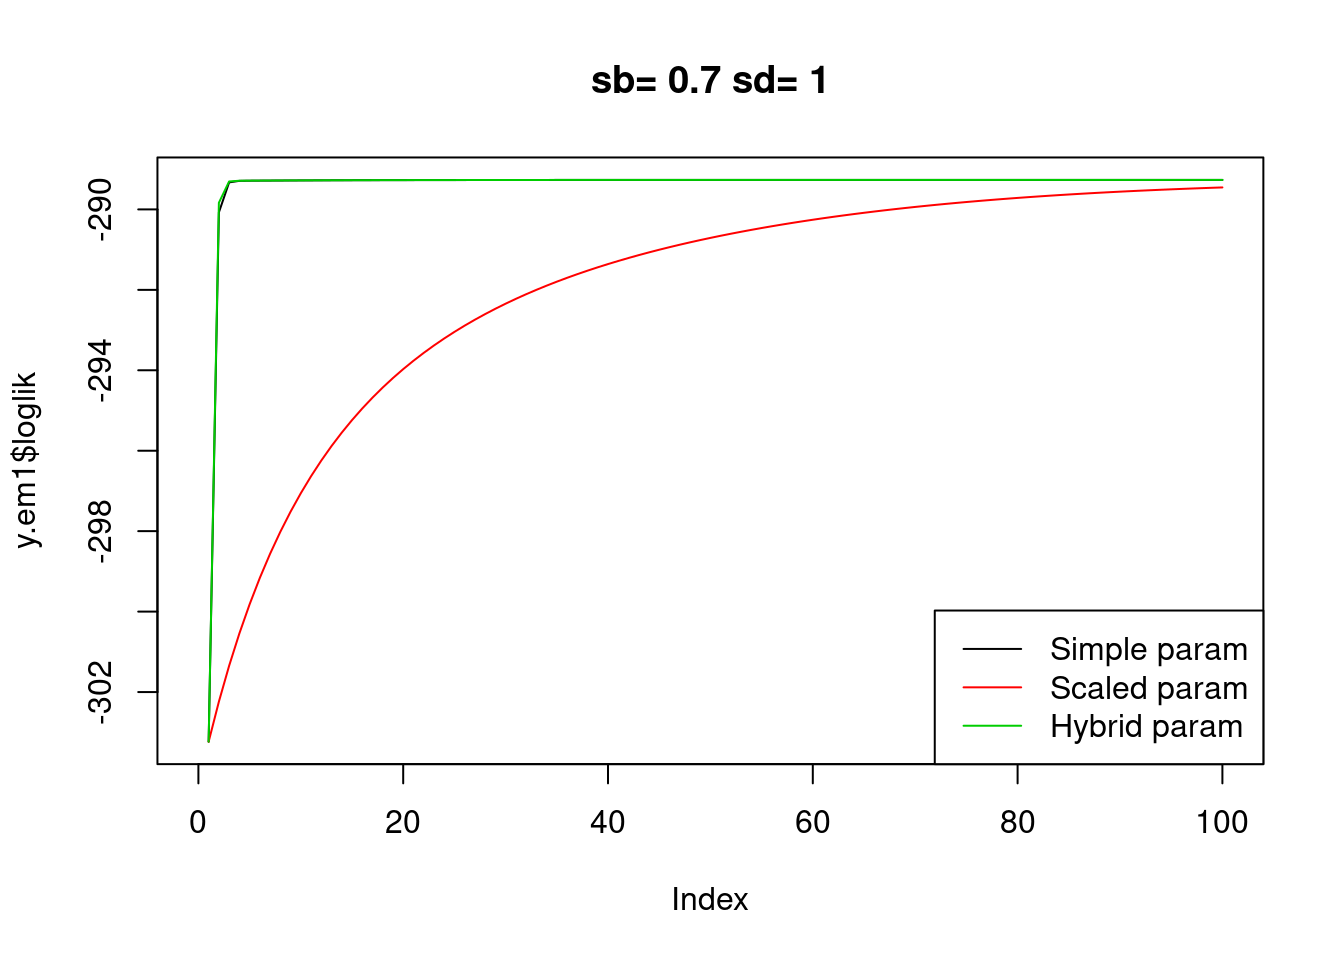 sb= 0.7 sd= 1
y.em1$loglik
-290
-294
-298
-302
Simple param
Scaled param
Hybrid param
0 20 40 60 80 100
Index